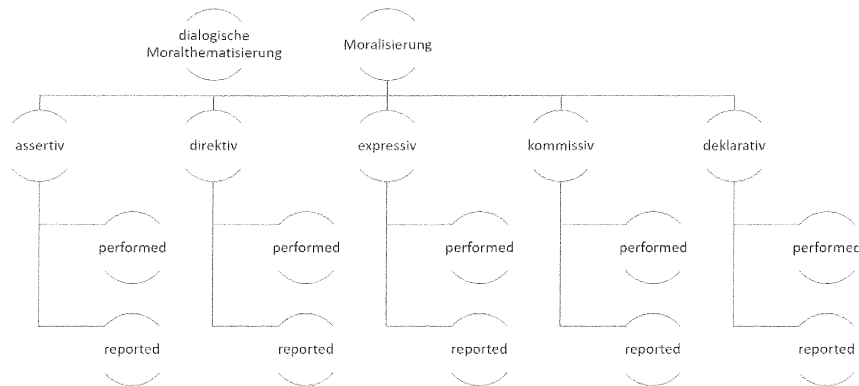 dialogische
Moralthematisierung
Moralisierung
assertiv
direktiv
expressiv
kommissiv
deklarativ
performed
performed
performed
performed
performed
reported
reported
reported
reported
reported